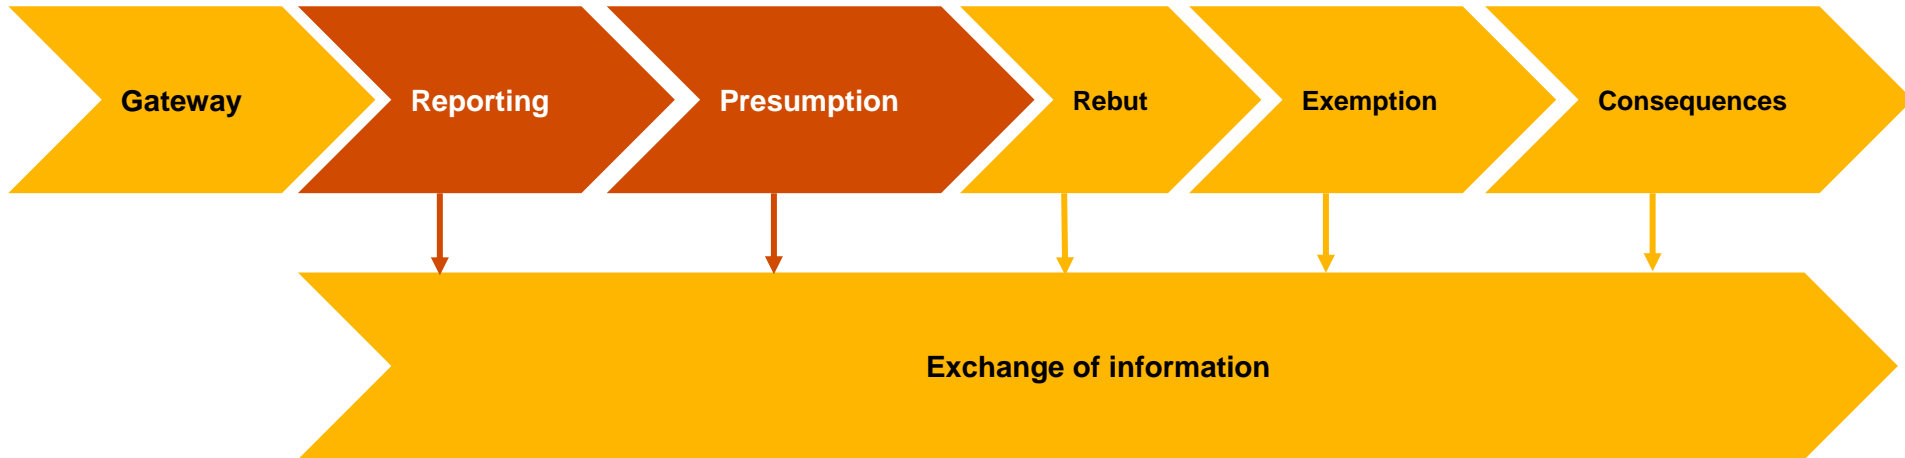 Gateway
Reporting
Presumption
Rebut
Exemption
Consequences
Exchange of information